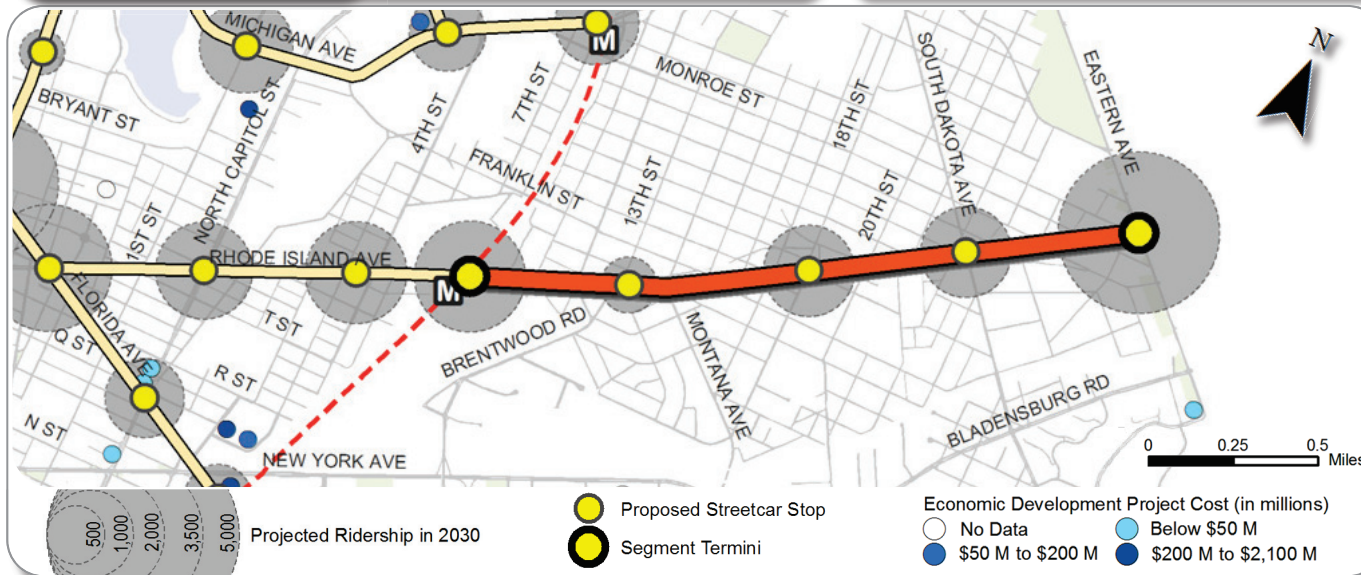 N
MICHIGAN AVE
M
MONROE ST
SOUTH DAKOTA AVE
EASTERN AVE
BRYANT ST
NORTH CAPITOL ST
4TH ST
7TH ST
18TH ST
FRANKLIN ST
13TH ST
20TH ST
1ST ST
RHODE ISLAND AVE
M
FLORIDA AVE
T ST
Q ST
R ST
BRENTWOOD RD
MONTANA AVE
BLADENSBURG RD
N ST
NEW YORK AVE
0 0.25 0.5
Miles
500 1,000 2,000 3,500 5,000
Projected Ridership in 2030
Proposed Streetcar Stop
Segment Termini
Economic Development Project Cost (in millions)
No Data Below $50 M
$50 M to $200 M $200 M to $2,100 M